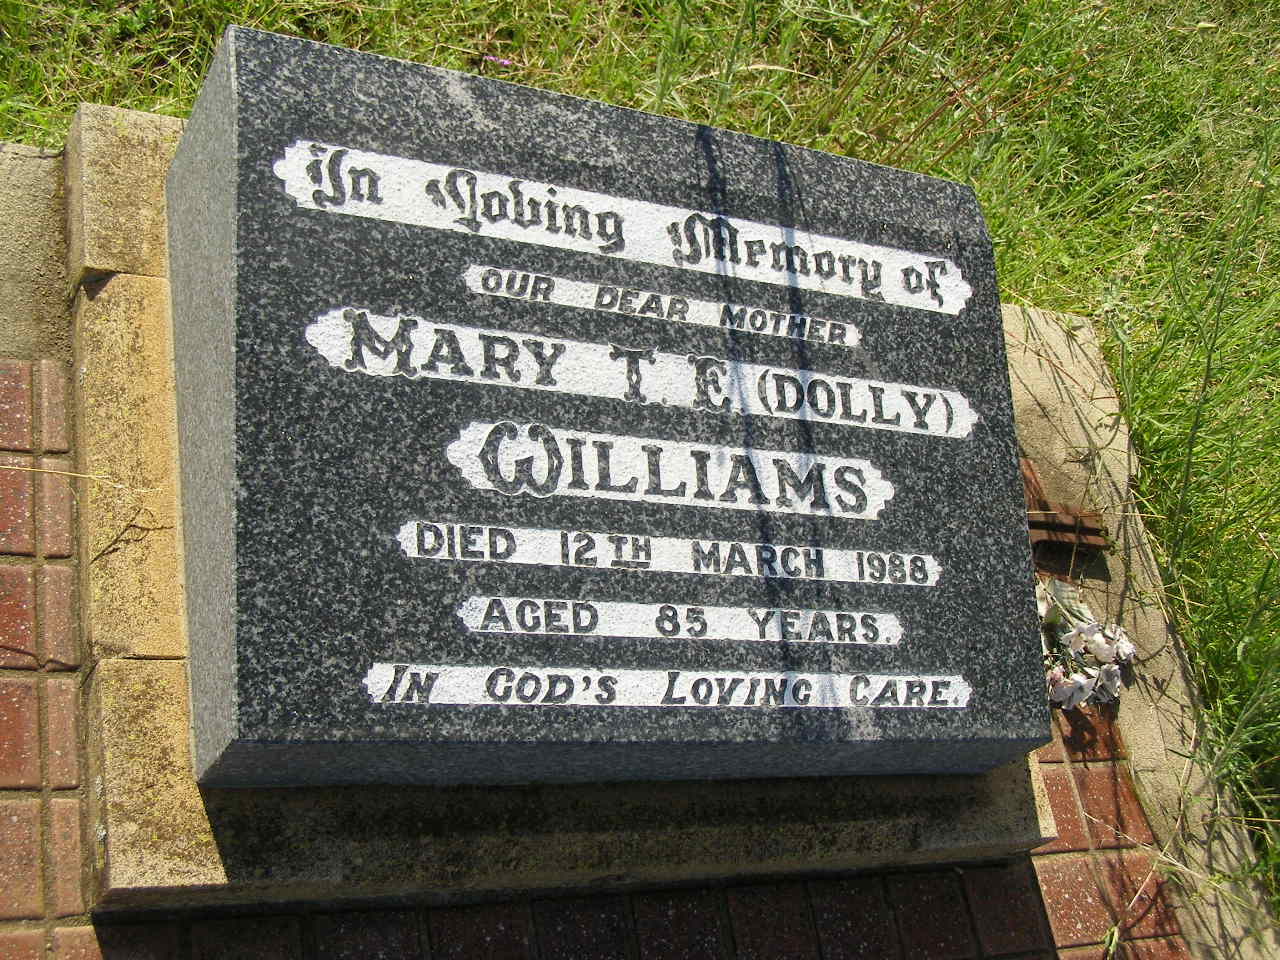 In Loving Memory of
OUR DEAR MOTHER
MARY T. E. (DOLLY)
WILLIAMS
DIED 12TH MARCH 1988
AGED 85 YEARS.
IN GOD'S LOVING CARE